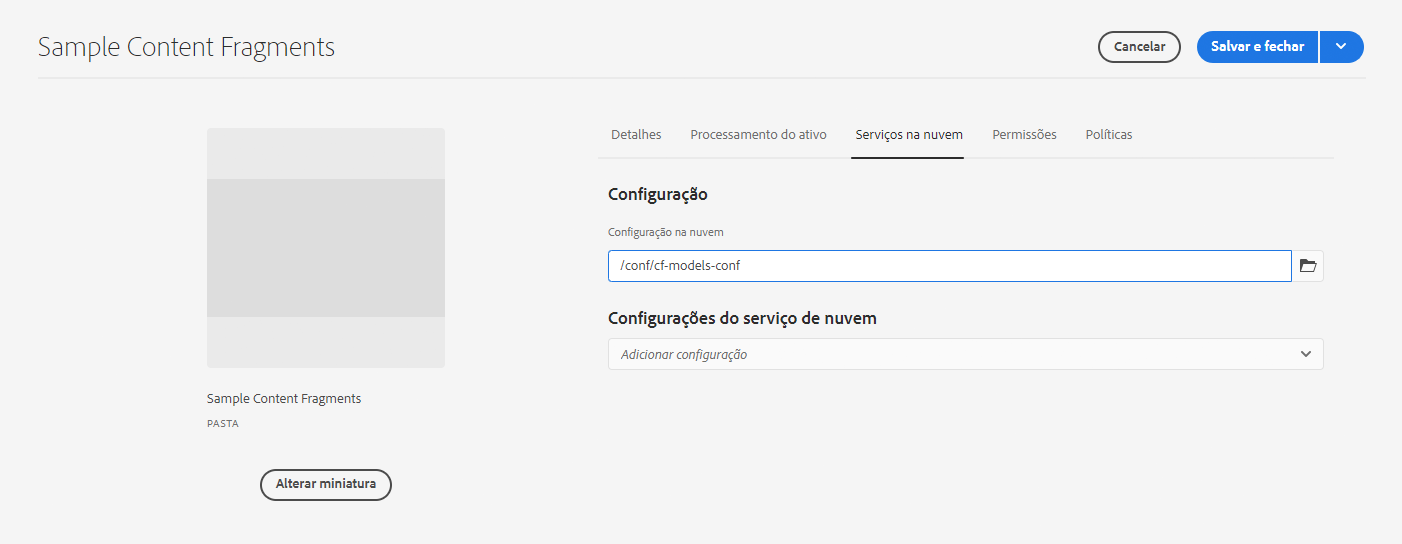 Sample Content Fragments
Cancelar
Salvar e fechar
Detalhes
Processamento do ativo
Serviços na nuvem
Permissões
Políticas
Configuração
Configuração na nuvem
/conf/cf-models-conf
Configurações do serviço de nuvem
Adicionar configuração
Sample Content Fragments
PASTA
Alterar miniatura